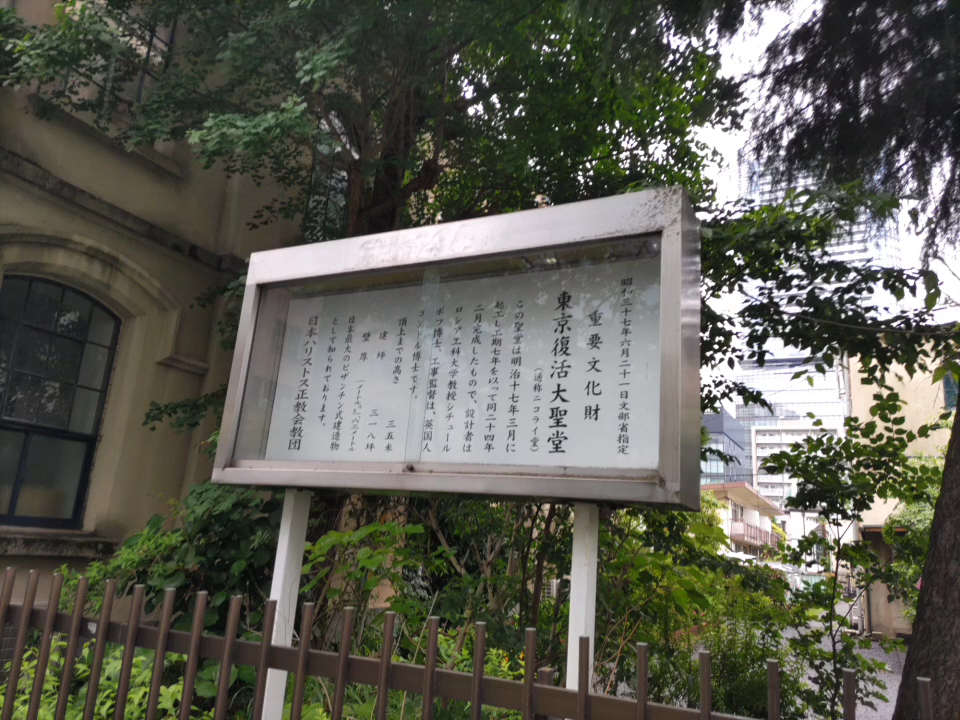 昭和三十七年六月二十一日文部省指定
重要文化財
東京復活大聖堂
（通称ニコライ堂）
この聖堂は明治十七年三月に
起工し工期七年を以って同二十四年
二月完成したもので、設計者は
ロシア工科大学教授シチュール
ポフ博士、工事監督は、英国人
コンドル博士です。
頂上までの高さ 三五米
建坪 三一八坪
壁厚
日本最大のビザンチン式建造物
として知られております。
日本ハリストス正教会教団